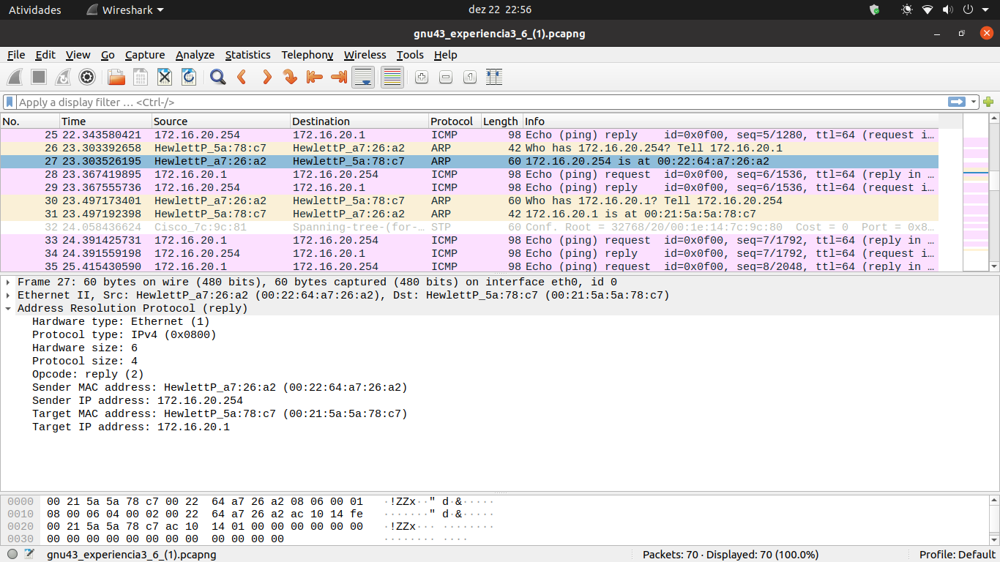 Atividades Wireshark dez 22 22:56
gnu43_experiencia3_6_(1).pcapng
File Edit View Go Capture Analyze Statistics Telephony Wireless Tools Help
Apply a display filter … <Ctrl-/>
No. Time Source Destination Protocol Length Info
25 22.343580421 172.16.20.254 172.16.20.1 ICMP 98 Echo (ping) reply id=0x0f00, seq=5/1280, ttl=64 (request i…
26 23.303392658 HewlettP_5a:78:c7 HewlettP_a7:26:a2 ARP 42 Who has 172.16.20.254? Tell 172.16.20.1
27 23.303526195 HewlettP_a7:26:a2 HewlettP_5a:78:c7 ARP 60 172.16.20.254 is at 00:22:64:a7:26:a2
28 23.367419895 172.16.20.1 172.16.20.254 ICMP 98 Echo (ping) request id=0x0f00, seq=6/1536, ttl=64 (reply in …
29 23.367555736 172.16.20.254 172.16.20.1 ICMP 98 Echo (ping) reply id=0x0f00, seq=6/1536, ttl=64 (request i…
30 23.497173401 HewlettP_a7:26:a2 HewlettP_5a:78:c7 ARP 60 Who has 172.16.20.1? Tell 172.16.20.254
31 23.497192398 HewlettP_5a:78:c7 HewlettP_a7:26:a2 ARP 42 172.16.20.1 is at 00:21:5a:5a:78:c7
32 24.058436624 Cisco_7c:9c:81 Spanning-tree-(for-… STP 60 Conf. Root = 32768/20/00:1e:14:7c:9c:80 Cost = 0 Port = 0x8…
33 24.391425731 172.16.20.1 172.16.20.254 ICMP 98 Echo (ping) request id=0x0f00, seq=7/1792, ttl=64 (reply in …
34 24.391559198 172.16.20.254 172.16.20.1 ICMP 98 Echo (ping) reply id=0x0f00, seq=7/1792, ttl=64 (request i…
35 25.415430590 172.16.20.1 172.16.20.254 ICMP 98 Echo (ping) request id=0x0f00, seq=8/2048, ttl=64 (reply in …
Frame 27: 60 bytes on wire (480 bits), 60 bytes captured (480 bits) on interface eth0, id 0
Ethernet II, Src: HewlettP_a7:26:a2 (00:22:64:a7:26:a2), Dst: HewlettP_5a:78:c7 (00:21:5a:5a:78:c7)
Address Resolution Protocol (reply)
Hardware type: Ethernet (1)
Protocol type: IPv4 (0x0800)
Hardware size: 6
Protocol size: 4
Opcode: reply (2)
Sender MAC address: HewlettP_a7:26:a2 (00:22:64:a7:26:a2)
Sender IP address: 172.16.20.254
Target MAC address: HewlettP_5a:78:c7 (00:21:5a:5a:78:c7)
Target IP address: 172.16.20.1
0000 00 21 5a 5a 78 c7 00 22 64 a7 26 a2 08 06 00 01 ·!ZZx··" d·&·····
0010 08 00 06 04 00 02 00 22 64 a7 26 a2 ac 10 14 fe ·······" d·&·····
0020 00 21 5a 5a 78 c7 ac 10 14 01 00 00 00 00 00 00 ·!ZZx··· ········
0030 00 00 00 00 00 00 00 00 00 00 00 00 ········ ····
gnu43_experiencia3_6_(1).pcapng Packets: 70 · Displayed: 70 (100.0%) Profile: Default